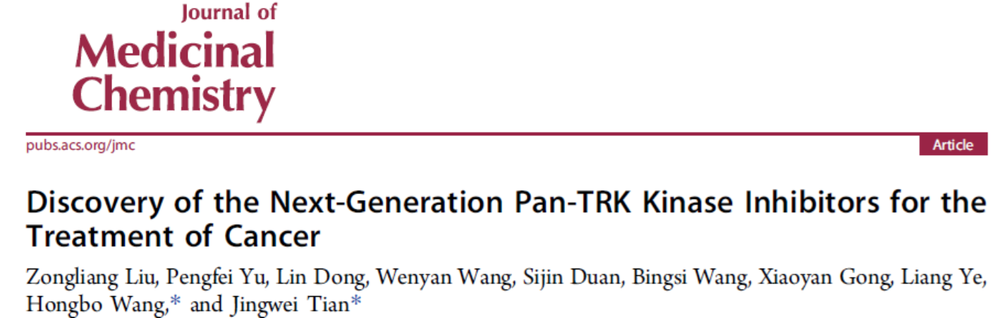 Journal of
Medicinal
Chemistry
pubs.acs.org/jmc
Article
Discovery of the Next-Generation Pan-TRK Kinase Inhibitors for the
Treatment of Cancer
Zongliang Liu, Pengfei Yu, Lin Dong, Wenyan Wang, Sijin Duan, Bingsi Wang, Xiaoyan Gong, Liang Ye,
Hongbo Wang,* and Jingwei Tian*